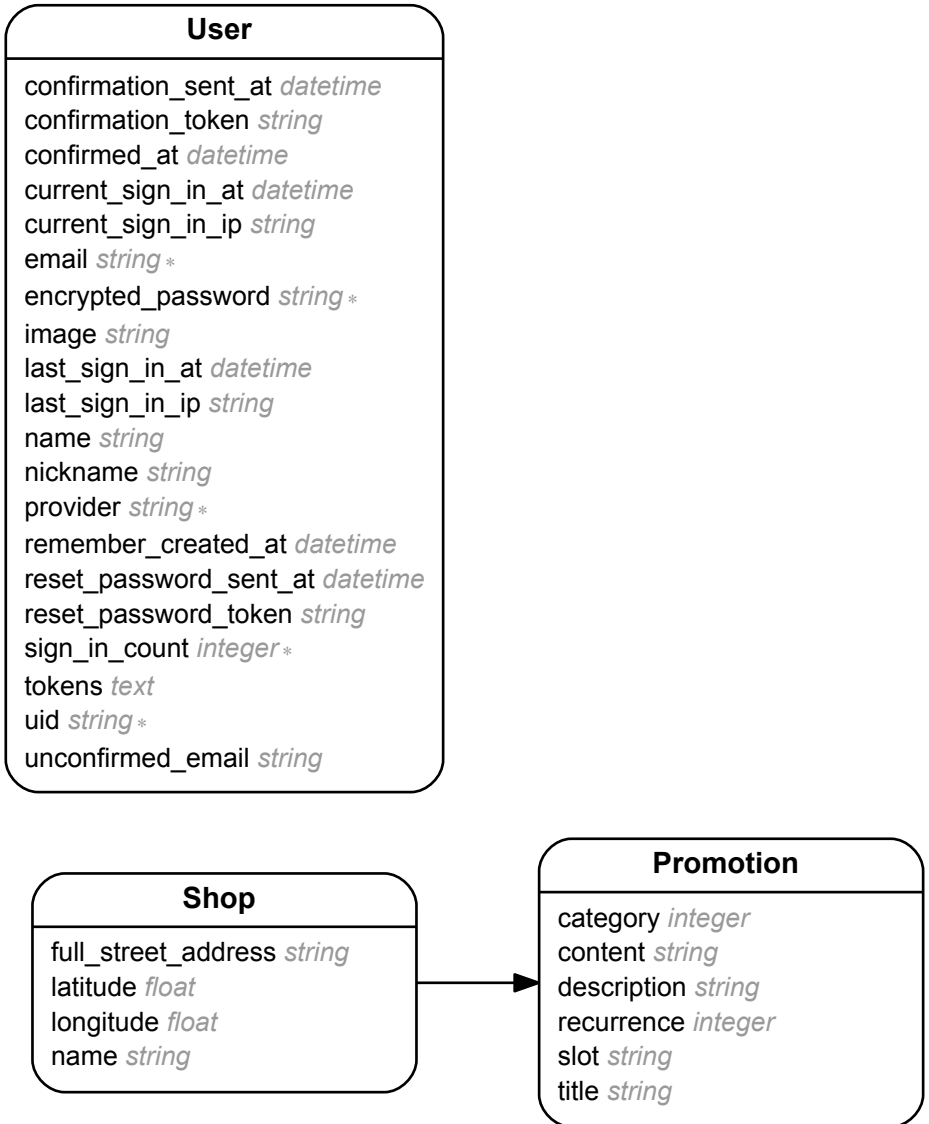 User
confirmation_sent_at datetime
confirmation_token string
confirmed_at datetime
current_sign_in_at datetime
current_sign_in_ip string
email string *
encrypted_password string *
image string
last_sign_in_at datetime
last_sign_in_ip string
name string
nickname string
provider string *
remember_created_at datetime
reset_password_sent_at datetime
reset_password_token string
sign_in_count integer *
tokens text
uid string *
unconfirmed_email string
Shop
full_street_address string
latitude float
longitude float
name string
Promotion
category integer
content string
description string
recurrence integer
slot string
title string